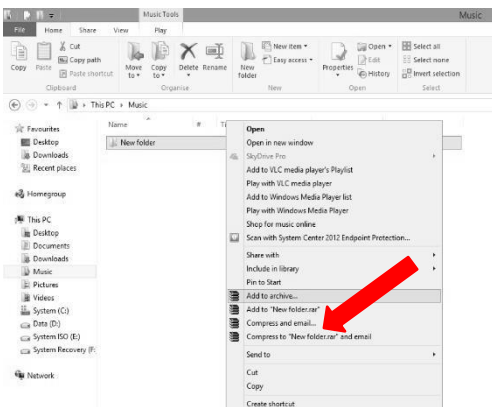 Music Tools
Music
File Home Share View Play
Copy
Paste
Cut
Copy path
Paste shortcut
Move to
Copy to
Delete
Rename
New folder
New item
Easy access
Properties
Open
Edit
History
Select all
Select none
Invert selection
Clipboard Organise New Open Select
This PC Music
Name #
New folder
Favourites
Desktop
Downloads
Recent places
Homegroup
This PC
Desktop
Documents
Downloads
Music
Pictures
Videos
System (C:)
Data (D:)
System ISO (E:)
System Recovery (F:
Network
Open
Open in new window
SkyDrive Pro
Add to VLC media player's Playlist
Play with VLC media player
Add to Windows Media Player list
Play with Windows Media Player
Shop for music online
Scan with System Center 2012 Endpoint Protection...
Share with
Include in library
Pin to Start
Add to archive...
Add to "New folder.rar"
Compress and email...
Compress to "New folder.rar" and email
Send to
Cut
Copy
Create shortcut